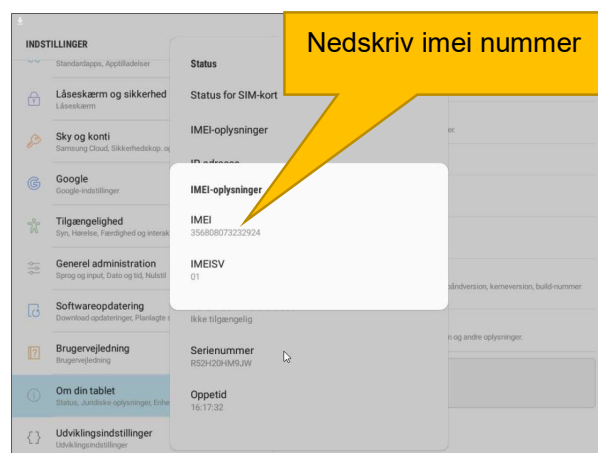 Nedskriv imei nummer
INDSTILLINGER
Standardapps, Apptilladelser
Låseskærm og sikkerhed
Låseskærm
Sky og konti
Samsung Cloud, Sikkerhedskop. og
Google
Google-indstillinger
Tilgængelighed
Syn, Hørelse, Færdighed og interak
Generel administration
Sprog og input, Dato og tid, Nulstil
Softwareopdatering
Download opdateringer, Planlagte s
Brugervejledning
Brugervejledning
Om din tablet
Status, Juridiske oplysninger, Enhe
Udviklingsindstillinger
Udviklingsindstillinger
Status
Status for SIM-kort
IMEI-oplysninger
IP-adresse
IMEI-oplysninger
IMEI
356808073232924
IMEISV
01
Ikke tilgængelig
Serienummer
R52H20HM9JW
Oppetid
16:17:32
båndversion, kerneversion, build-nummer
n og andre oplysninger.